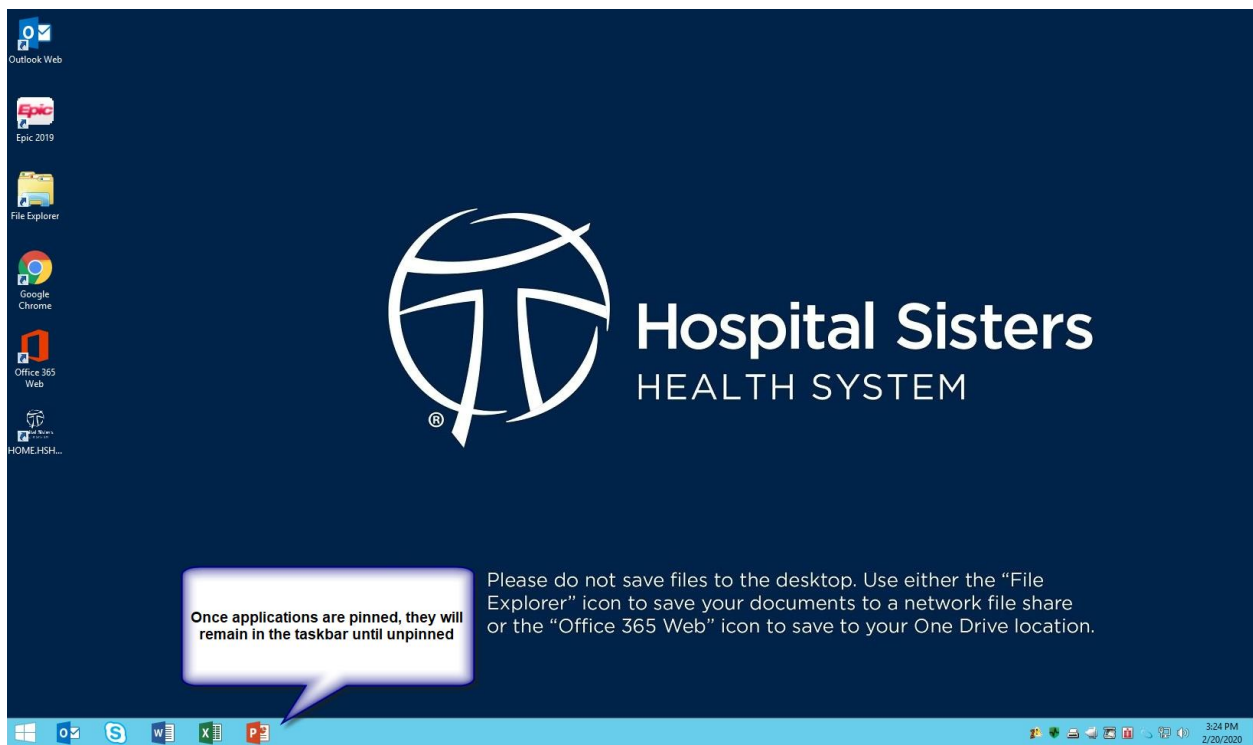 Outlook Web
Epic
Epic 2019
File Explorer
Google
Chrome
Office 365
Web
HOME.HSH...
Hospital Sisters
HEALTH SYSTEM
®
Once applications are pinned, they will
remain in the taskbar until unpinned
Please do not save files to the desktop. Use either the “File
Explorer” icon to save your documents to a network file share
or the “Office 365 Web” icon to save to your One Drive location.
3:24 PM
2/20/2020